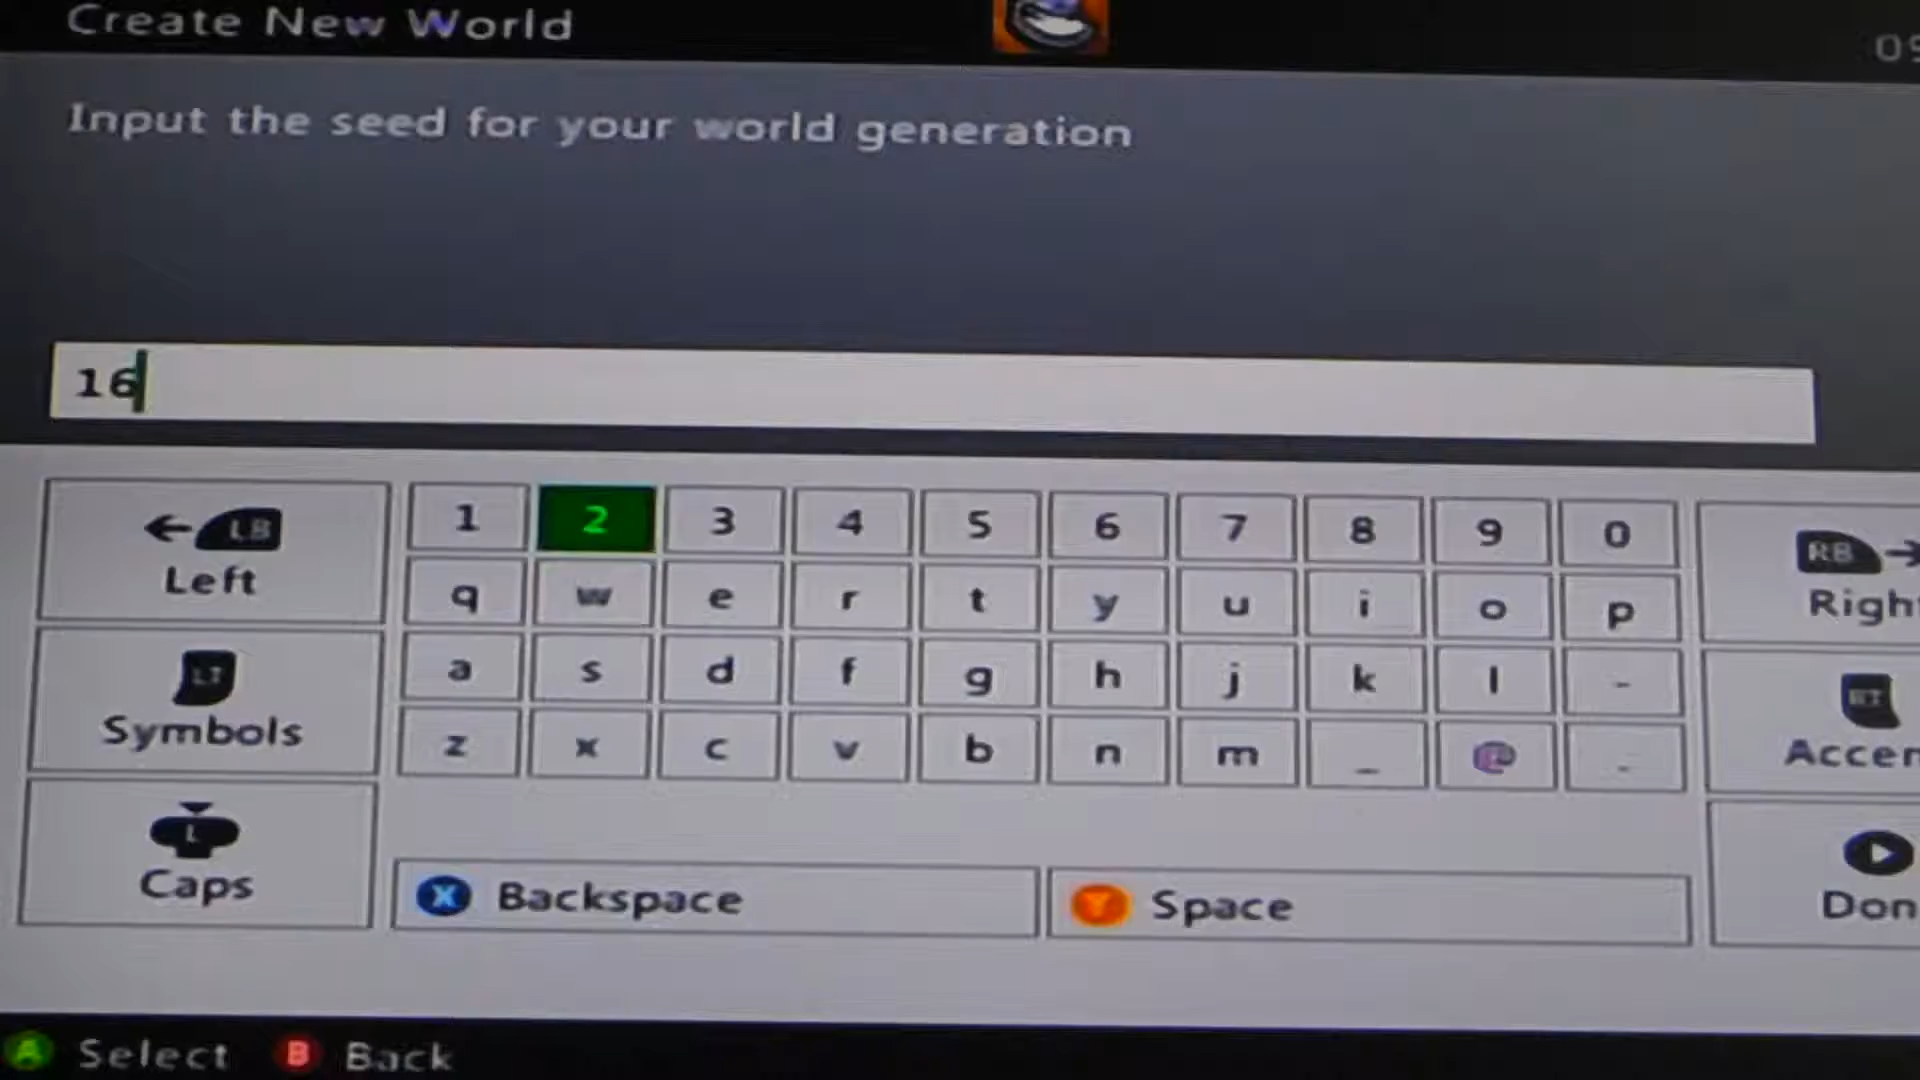 Create New World
Input the seed for your world generation
16
LB
Left
1 2 3 4 5 6 7 8 9 0
RB
q w e r t y u i o p
LT
Symbols
a s d f g h j k l -
RT
z x c v b n m _ @ .
L
Caps
X Backspace
Y Space
A Select
B Back